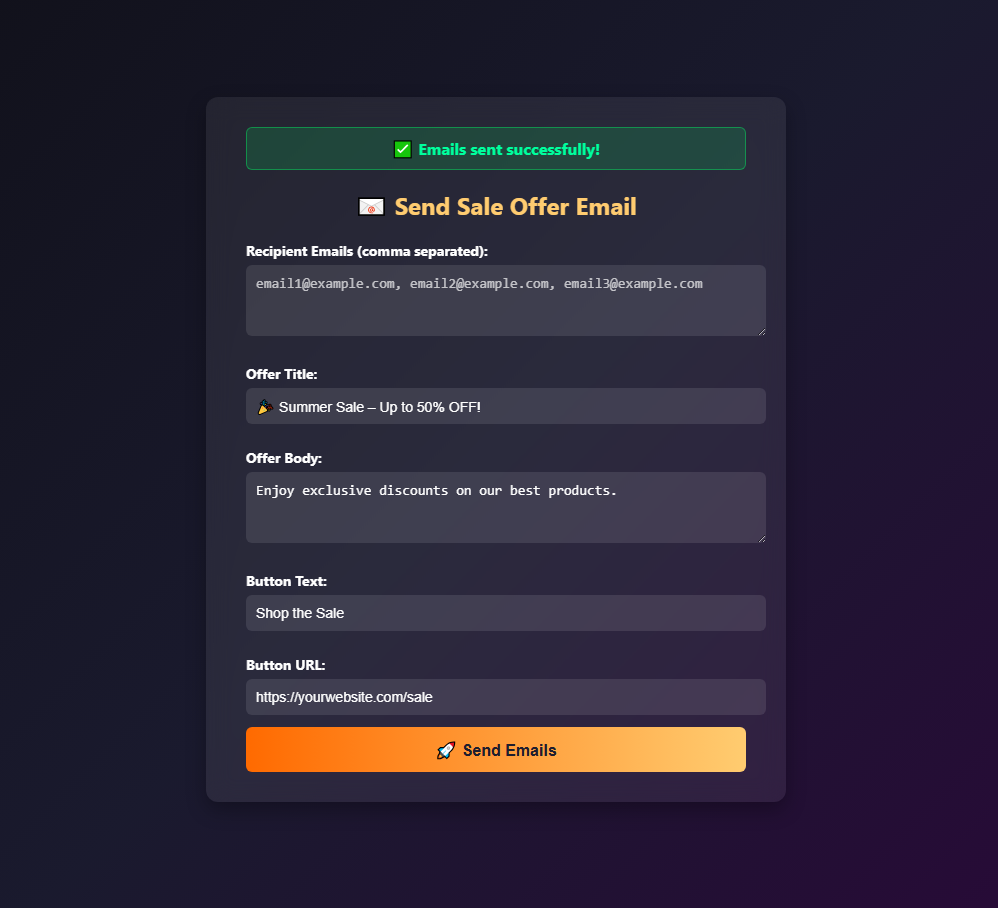 ✅ Emails sent successfully!
📧 Send Sale Offer Email
Recipient Emails (comma separated):
email1@example.com, email2@example.com, email3@example.com
Offer Title:
🎉 Summer Sale – Up to 50% OFF!
Offer Body:
Enjoy exclusive discounts on our best products.
Button Text:
Shop the Sale
Button URL:
https://yourwebsite.com/sale
🚀 Send Emails